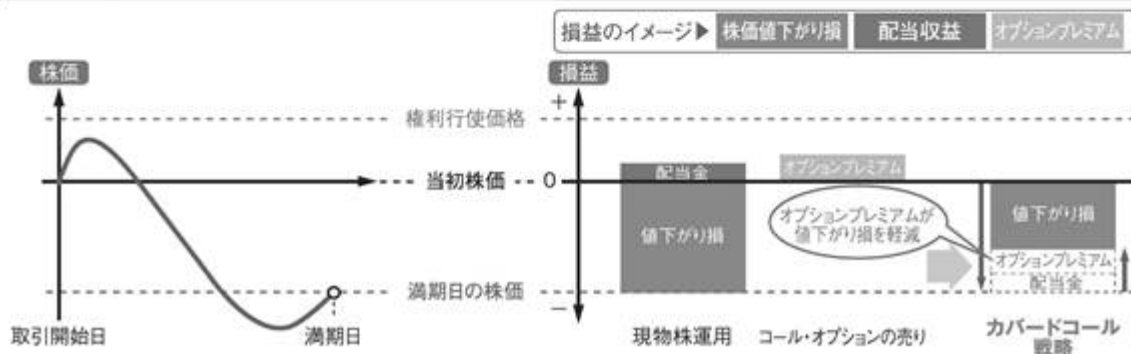 損益のイメージ▶ 株価値下がり損 配当収益 オプションプレミアム
株価
損益
+
権利行使価格
配当金
オプションプレミアム
当初株価
0
値下がり損
オプションプレミアムが
値下がり損を軽減
値下がり損
オプションプレミアム
配当金
満期日の株価
−
取引開始日
満期日
現物株運用
コール・オプションの売り
カバードコール
戦略